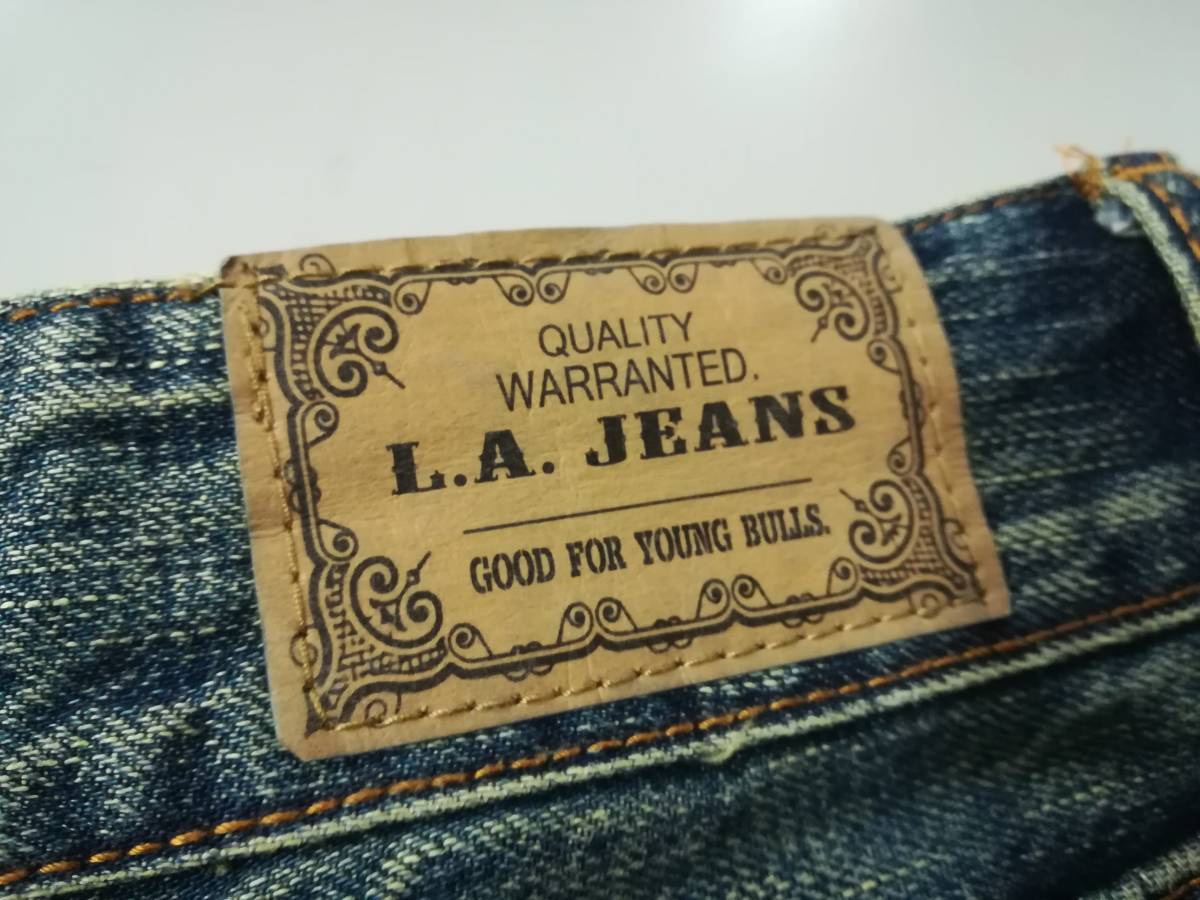 QUALITY
WARRANTED.
L.A. JEANS
GOOD FOR YOUNG BULLS.